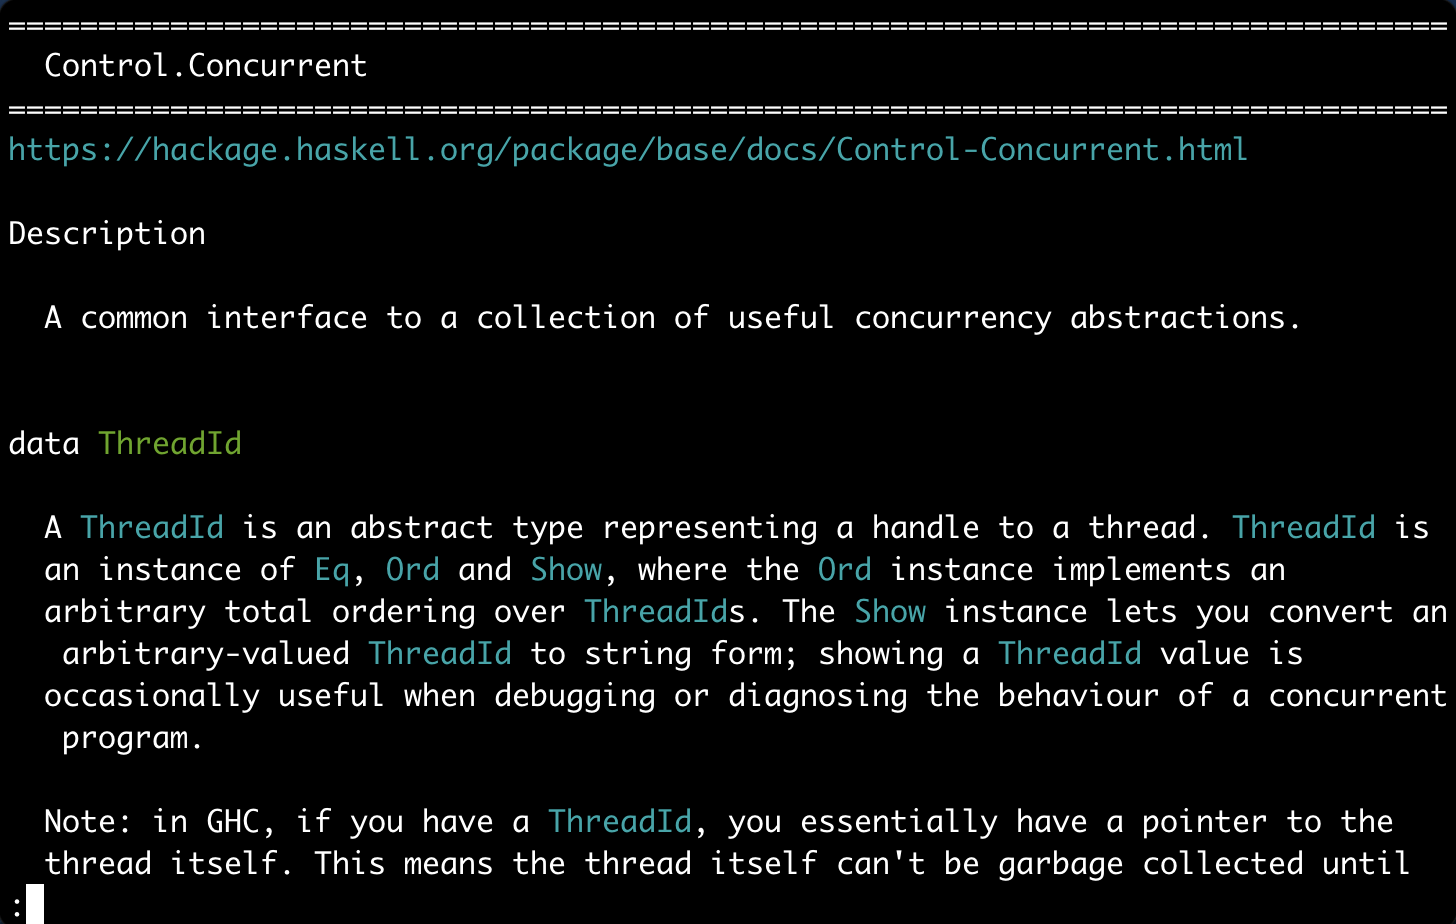 ================================================================================
  Control.Concurrent
================================================================================
https://hackage.haskell.org/package/base/docs/Control-Concurrent.html

Description

  A common interface to a collection of useful concurrency abstractions.


data ThreadId

  A ThreadId is an abstract type representing a handle to a thread. ThreadId is
  an instance of Eq, Ord and Show, where the Ord instance implements an
  arbitrary total ordering over ThreadIds. The Show instance lets you convert an
   arbitrary-valued ThreadId to string form; showing a ThreadId value is
  occasionally useful when debugging or diagnosing the behaviour of a concurrent
   program.

  Note: in GHC, if you have a ThreadId, you essentially have a pointer to the
  thread itself. This means the thread itself can't be garbage collected until
: